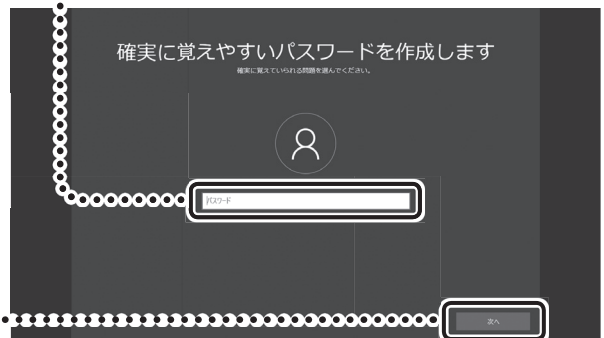 確実に覚えやすいパスワードを作成します
確実に覚えていられる問題を選んでください。
パスワード
次へ